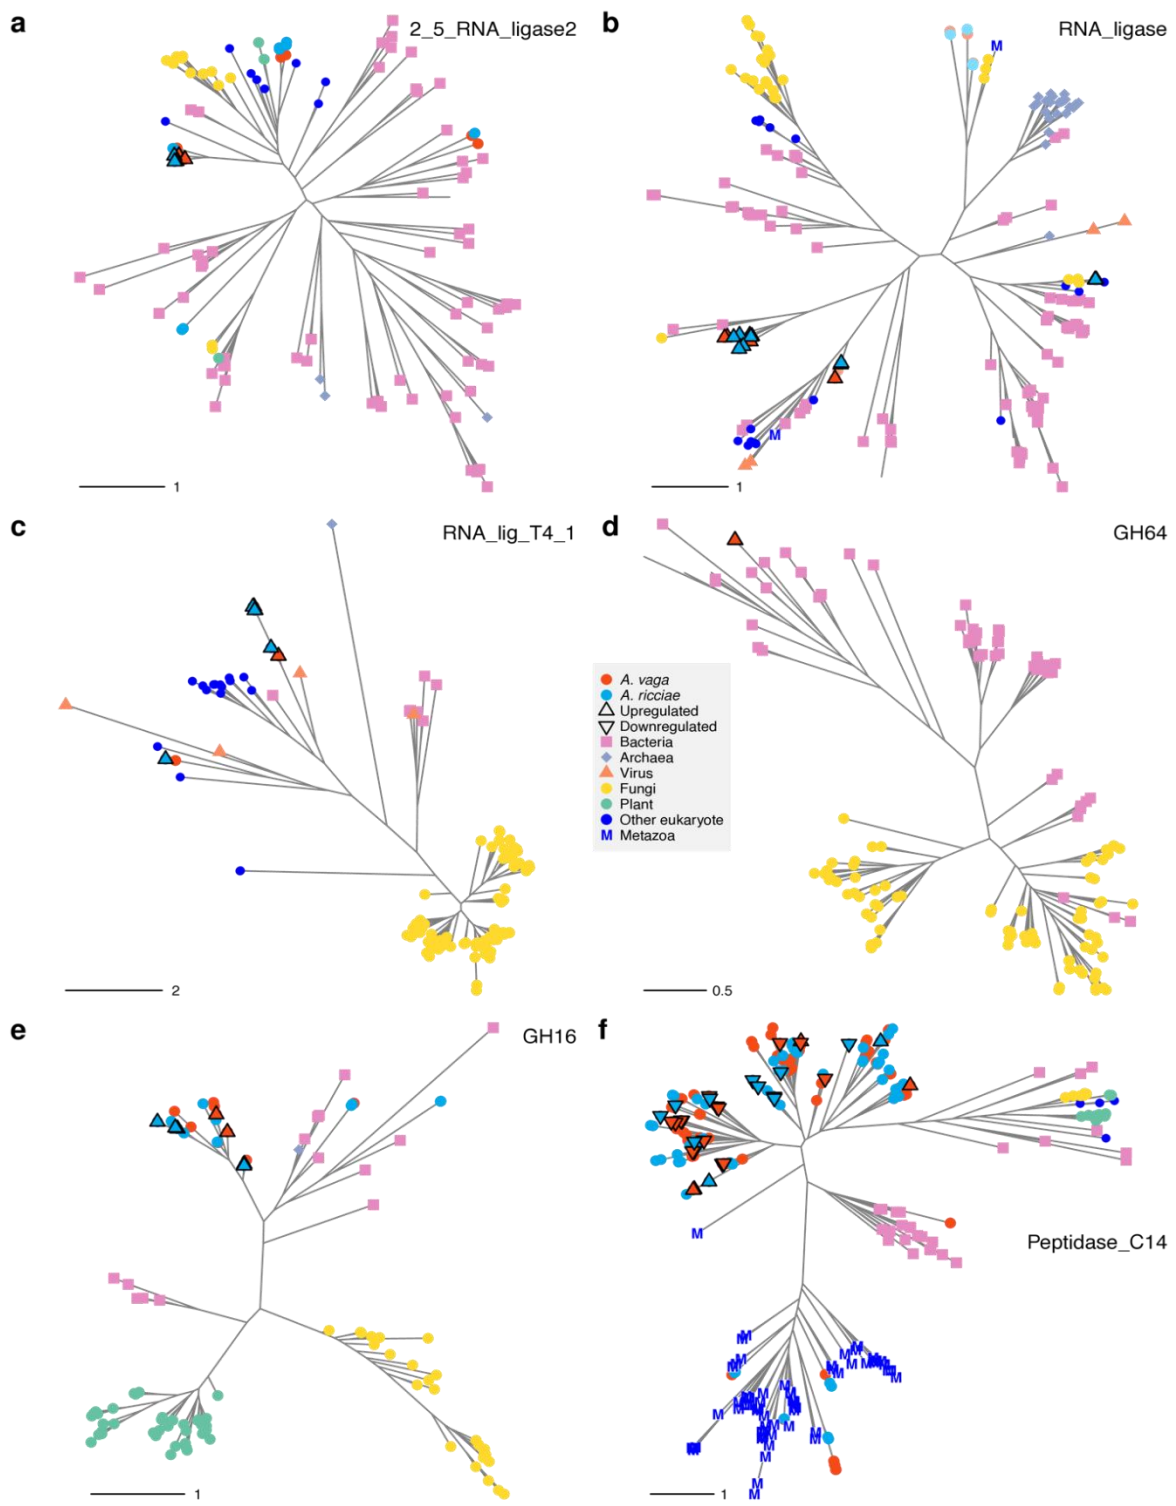 a
2_5_RNA_ligase2
1
b
RNA_ligase
M
M
1
c
RNA_lig_T4_1
2
d
GH64
0.5
A. vaga
A. ricciae
Upregulated
Downregulated
Bacteria
Archaea
Virus
Fungi
Plant
Other eukaryote
M Metazoa
e
GH16
1
f
M
Peptidase_C14
1